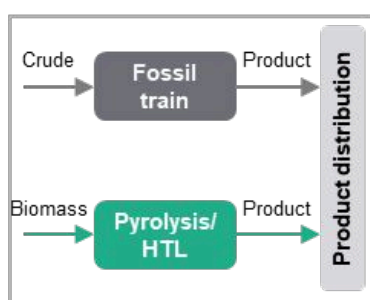 Crude
Fossil
train
Product
Biomass
Pyrolysis/
HTL
Product
Product distribution